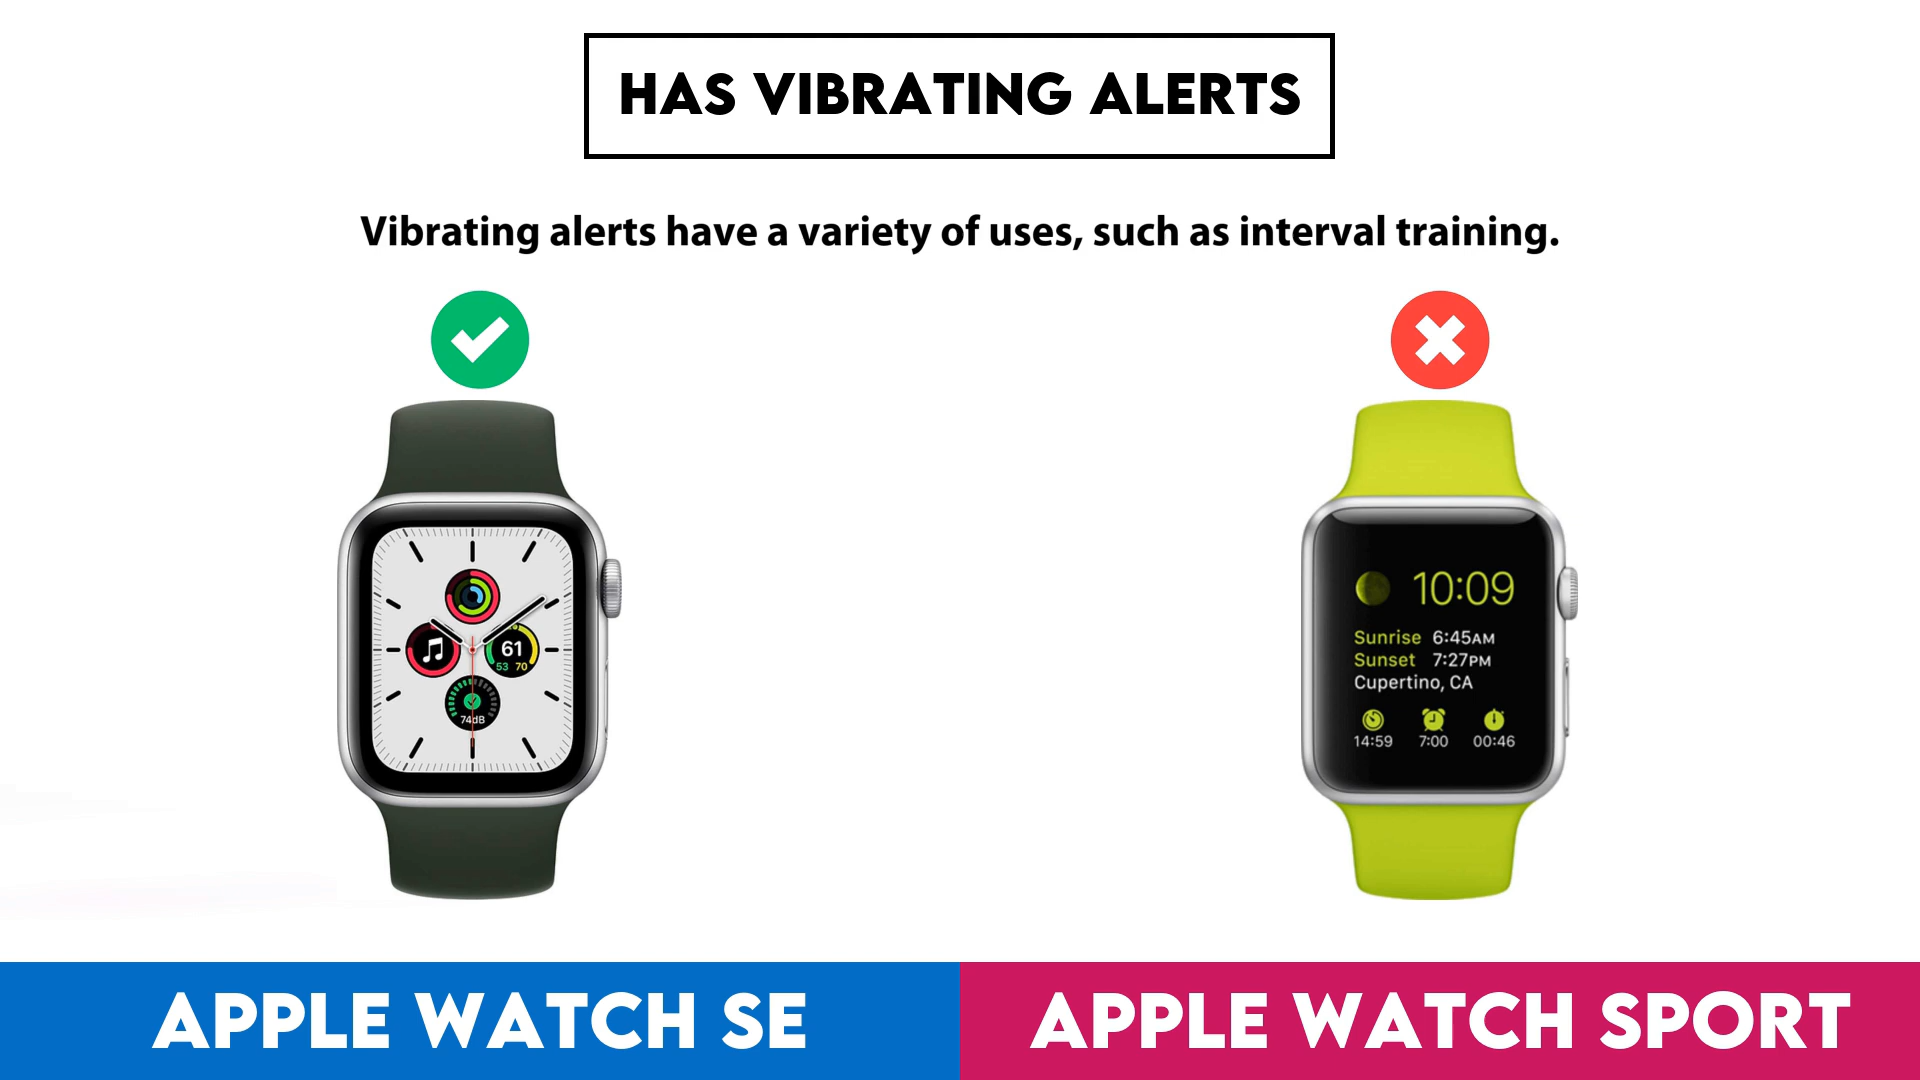 HAS VIBRATING ALERTS
Vibrating alerts have a variety of uses, such as interval training.
61
53 70
74dB
10:09
Sunrise 6:45AM
Sunset 7:27PM
Cupertino, CA
14:59 7:00 00:46
APPLE WATCH SE
APPLE WATCH SPORT